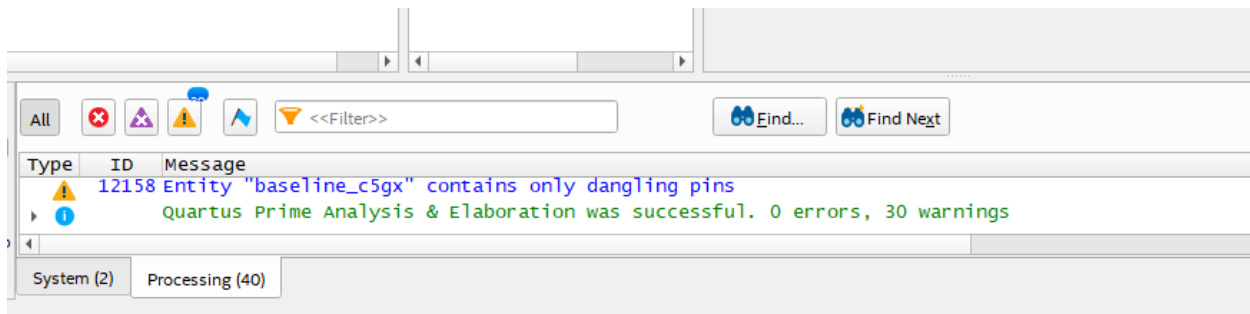 All <<Filter>> Find... Find Next
Type ID Message
12158 Entity "baseline_c5gx" contains only dangling pins
Quartus Prime Analysis & Elaboration was successful. 0 errors, 30 warnings
System (2) Processing (40)